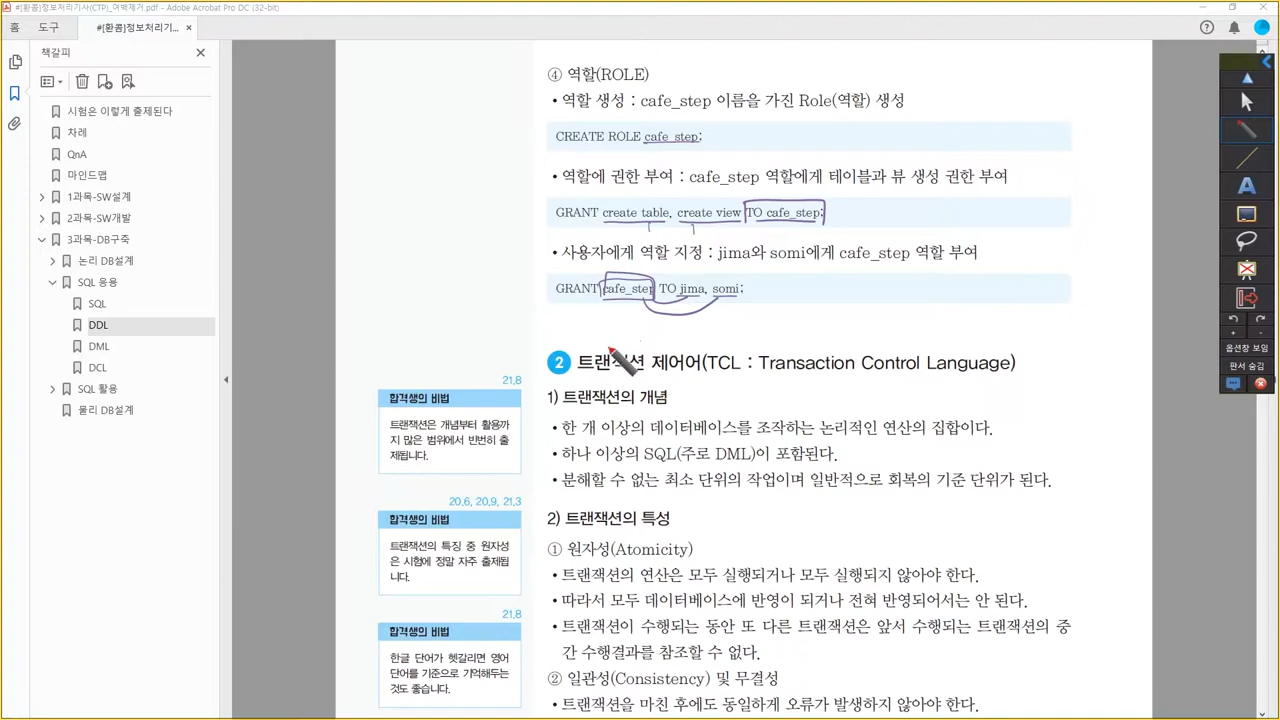 #[환콤]정보처리기사(CTP)_여백제거.pdf - Adobe Acrobat Pro DC (32-bit)
홈 도구 #[환콤]정보처리기... ×
책갈피
시험은 이렇게 출제된다
차례
QnA
마인드맵
1과목-SW설계
2과목-SW개발
3과목-DB구축
논리 DB설계
SQL 응용
SQL
DDL
DML
DCL
SQL 활용
물리 DB설계
④ 역할(ROLE)
• 역할 생성 : cafe_step 이름을 가진 Role(역할) 생성
CREATE ROLE cafe_step;
• 역할에 권한 부여 : cafe_step 역할에게 테이블과 뷰 생성 권한 부여
GRANT create table, create view TO cafe_step;
• 사용자에게 역할 지정 : jima와 somi에게 cafe_step 역할 부여
GRANT cafe_step TO jima, somi;
2 트랜잭션 제어어(TCL : Transaction Control Language)
1) 트랜잭션의 개념
• 한 개 이상의 데이터베이스를 조작하는 논리적인 연산의 집합이다.
• 하나 이상의 SQL(주로 DML)이 포함된다.
• 분해할 수 없는 최소 단위의 작업이며 일반적으로 회복의 기준 단위가 된다.
2) 트랜잭션의 특성
① 원자성(Atomicity)
• 트랜잭션의 연산은 모두 실행되거나 모두 실행되지 않아야 한다.
• 따라서 모두 데이터베이스에 반영이 되거나 전혀 반영되어서는 안 된다.
• 트랜잭션이 수행되는 동안 또 다른 트랜잭션은 앞서 수행되는 트랜잭션의 중
간 수행결과를 참조할 수 없다.
② 일관성(Consistency) 및 무결성
• 트랜잭션을 마친 후에도 동일하게 오류가 발생하지 않아야 한다.
21.8
합격생의 비법
트랜잭션은 개념부터 활용까
지 많은 범위에서 빈번히 출
제됩니다.
20.6, 20.9, 21.3
합격생의 비법
트랜잭션의 특징 중 원자성
은 시험에 정말 자주 출제됩
니다.
21.8
합격생의 비법
한글 단어가 헷갈리면 영어
단어를 기준으로 기억해두는
것도 좋습니다.
옵션창 보임
판서 숨김